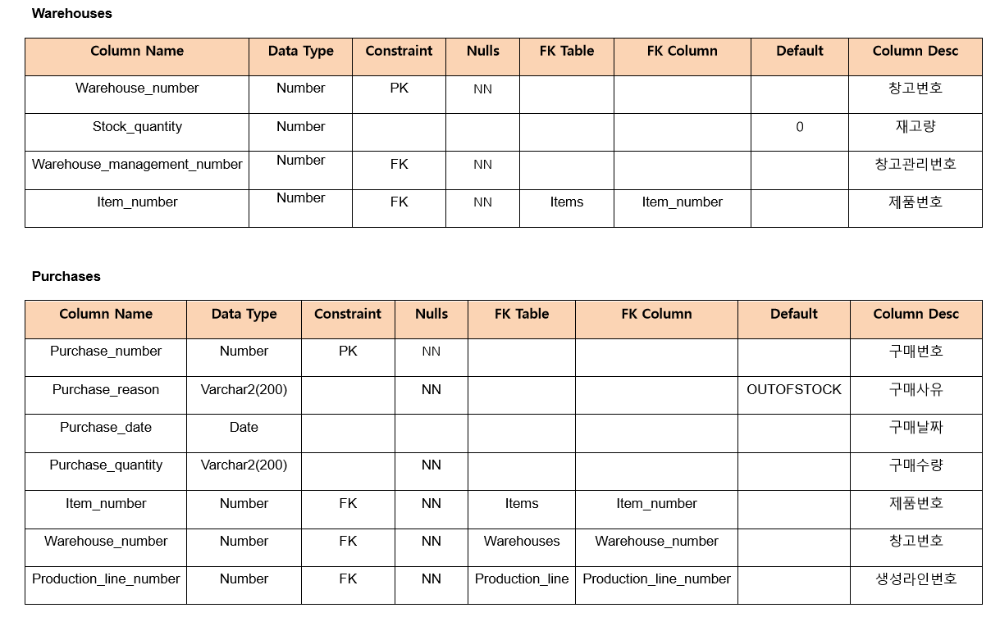 Warehouses
Column Name Data Type Constraint Nulls FK Table FK Column Default Column Desc
Warehouse_number Number PK NN 창고번호
Stock_quantity Number 0 재고량
Warehouse_management_number Number FK NN 창고관리번호
Item_number Number FK NN Items Item_number 제품번호
Purchases
Column Name Data Type Constraint Nulls FK Table FK Column Default Column Desc
Purchase_number Number PK NN 구매번호
Purchase_reason Varchar2(200) NN OUTOFSTOCK 구매사유
Purchase_date Date 구매날짜
Purchase_quantity Varchar2(200) NN 구매수량
Item_number Number FK NN Items Item_number 제품번호
Warehouse_number Number FK NN Warehouses Warehouse_number 창고번호
Production_line_number Number FK NN Production_line Production_line_number 생성라인번호